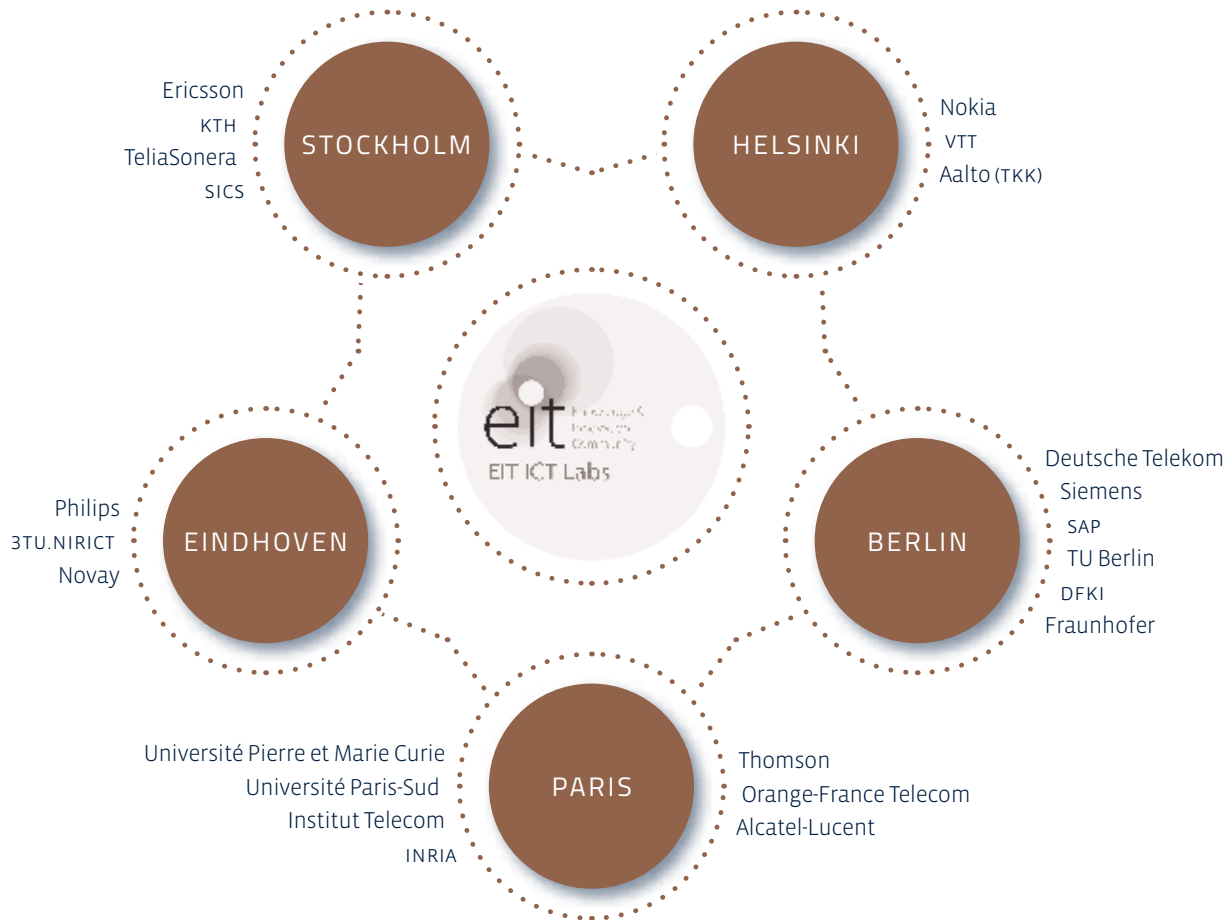 Ericsson
KTH
TeliaSonera
SICS
STOCKHOLM
HELSINKI
Nokia
VTT
Aalto (TKK)
eit
Community
EIT ICT Labs
Philips
3TU.NIRICT
Novay
EINDHOVEN
BERLIN
Deutsche Telekom
Siemens
SAP
TU Berlin
DFKI
Fraunhofer
Université Pierre et Marie Curie
Université Paris-Sud
Institut Telecom
INRIA
PARIS
Thomson
Orange-France Telecom
Alcatel-Lucent